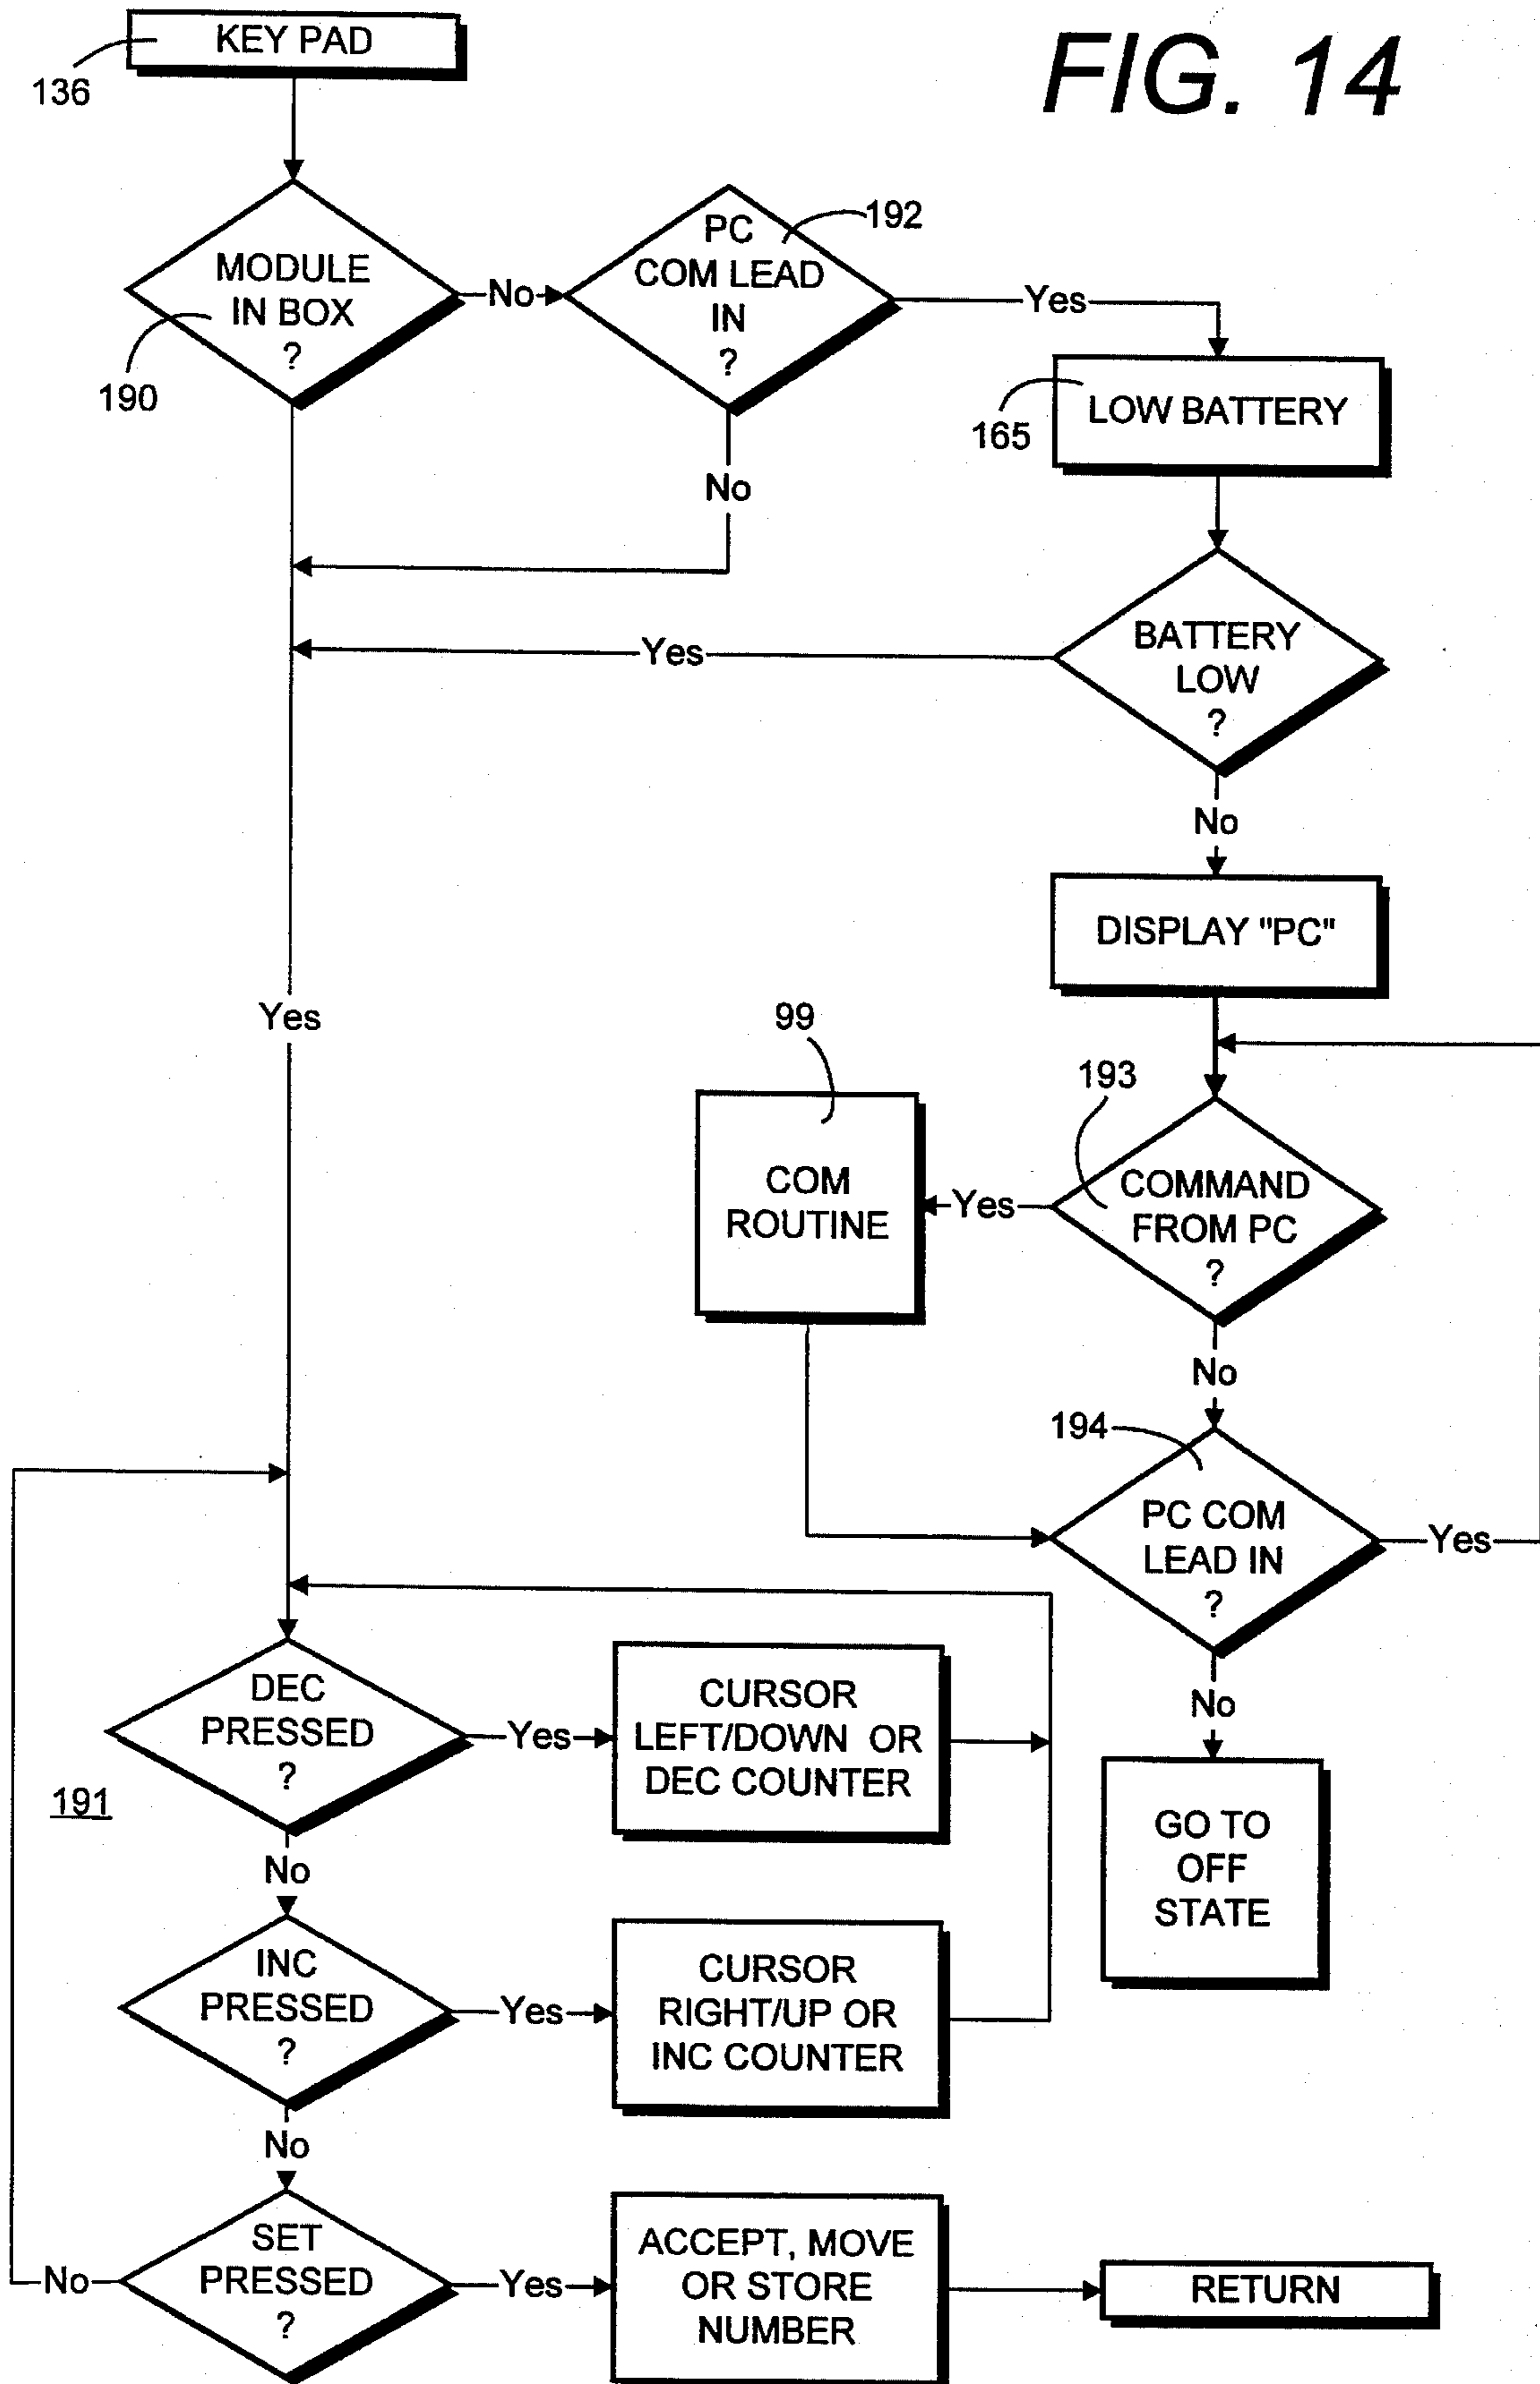 FIG. 14
KEY PAD
136
MODULE
IN BOX
?
190
No
PC
COM LEAD
IN
?
192
Yes
No
LOW BATTERY
165
BATTERY
LOW
?
Yes
No
DISPLAY "PC"
Yes
99
COM
ROUTINE
193
Yes
COMMAND
FROM PC
?
No
194
PC COM
LEAD IN
?
Yes
No
GO TO
OFF
STATE
191
DEC
PRESSED
?
Yes
CURSOR
LEFT/DOWN OR
DEC COUNTER
No
INC
PRESSED
?
Yes
CURSOR
RIGHT/UP OR
INC COUNTER
No
SET
PRESSED
?
No
Yes
ACCEPT, MOVE
OR STORE
NUMBER
RETURN